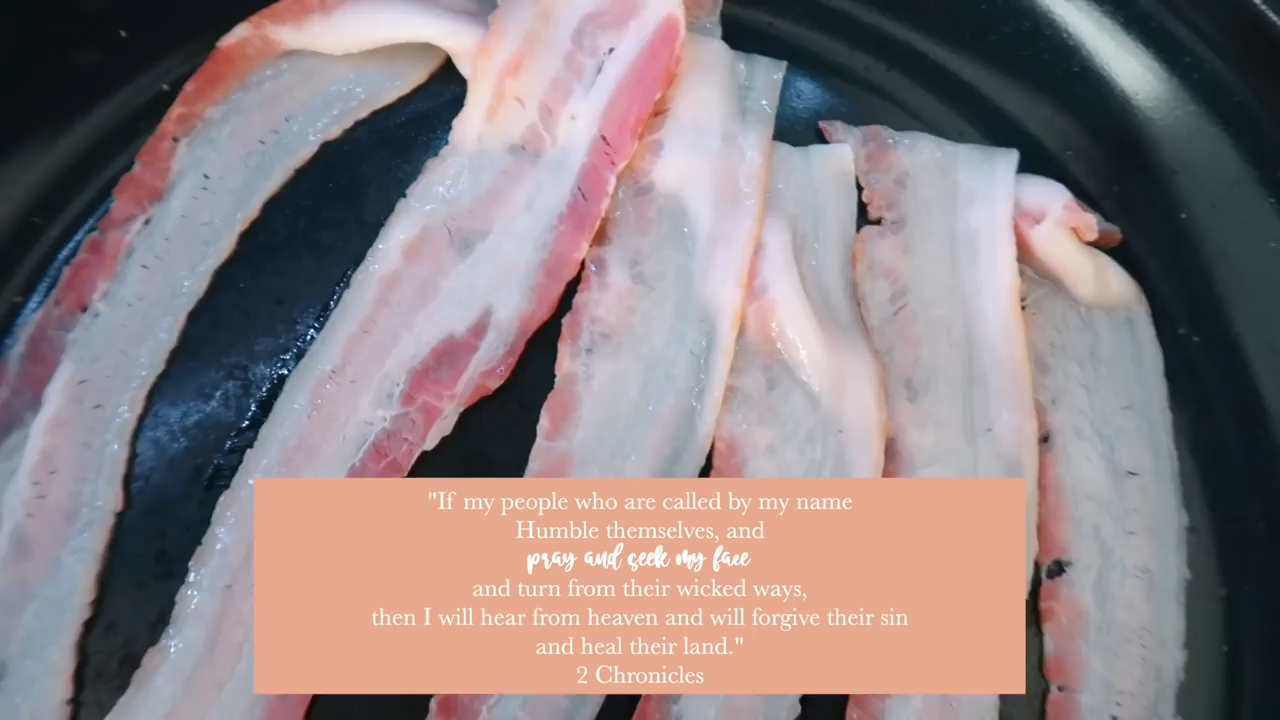 "If my people who are called by my name
Humble themselves, and
pray and seek my face
and turn from their wicked ways,
then I will hear from heaven and will forgive their sin
and heal their land."
2 Chronicles